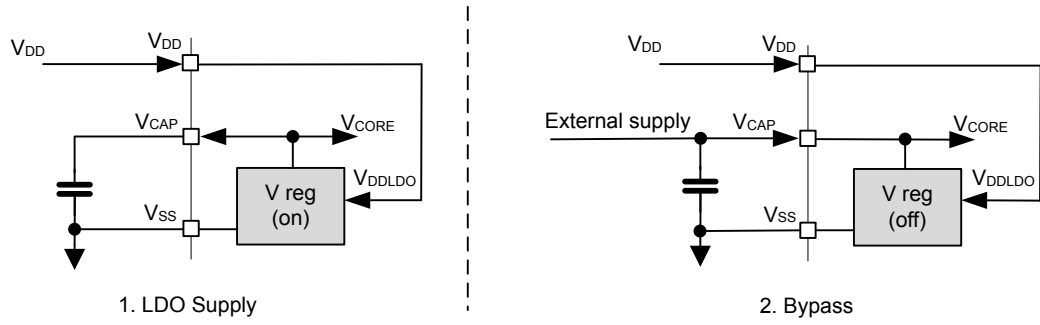 VDD
VDD
VCAP
VCORE
VDDLDO
V reg
(on)
VSS
1. LDO Supply
VDD
VDD
External supply
VCAP
VCORE
VDDLDO
V reg
(off)
VSS
2. Bypass